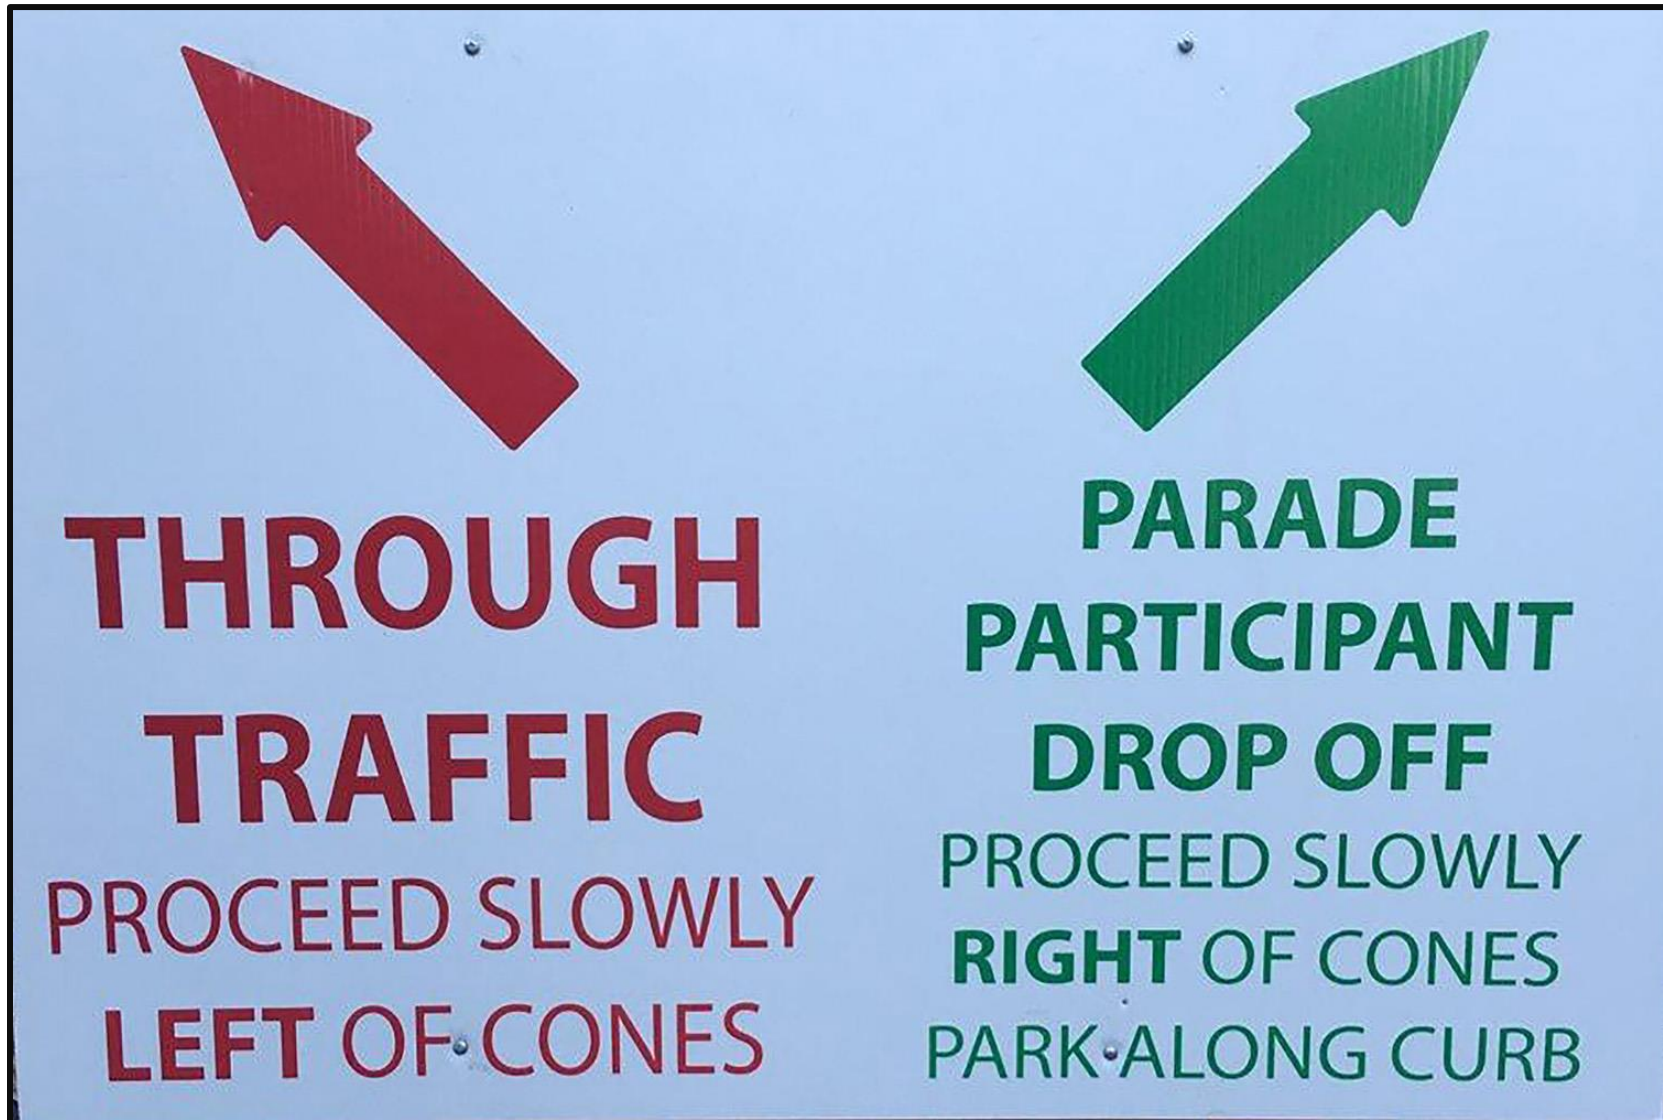 THROUGH
TRAFFIC
PROCEED SLOWLY
LEFT OF CONES
PARADE
PARTICIPANT
DROP OFF
PROCEED SLOWLY
RIGHT OF CONES
PARK ALONG CURB